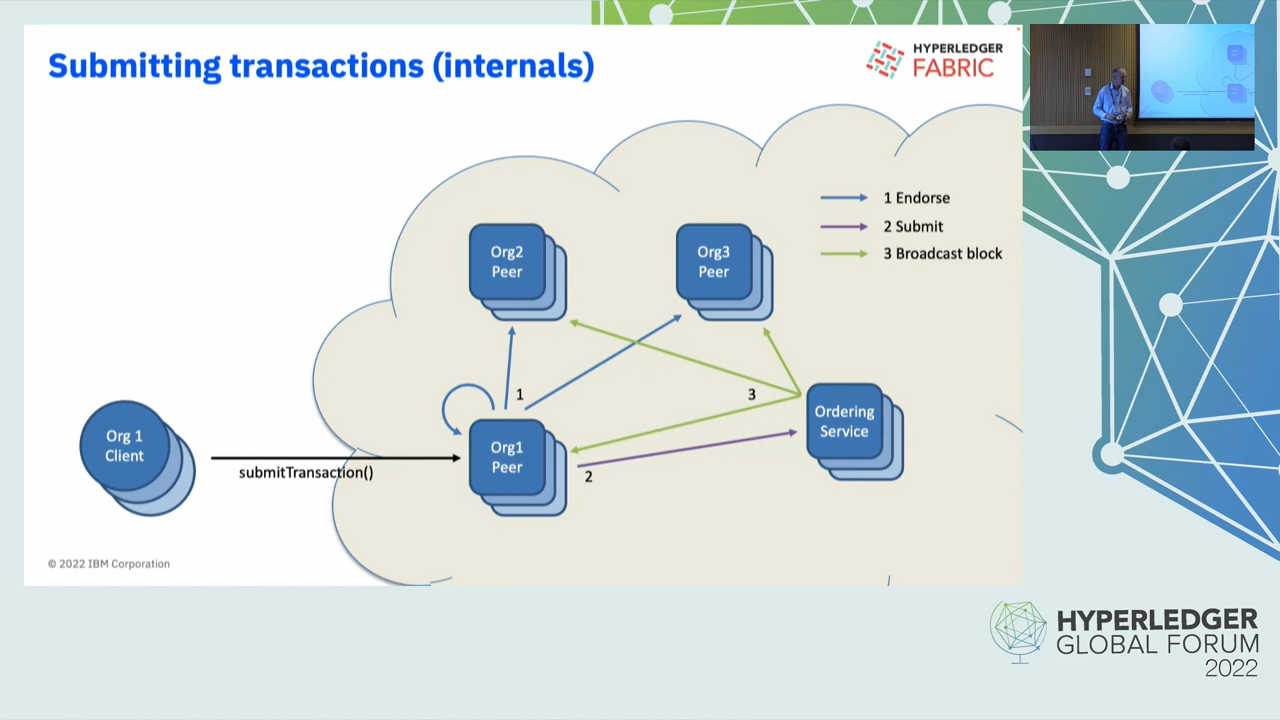 Submitting transactions (internals)
HYPERLEDGER
FABRIC
1 Endorse
2 Submit
3 Broadcast block
Org2
Peer
Org3
Peer
1
3
Ordering
Service
Org 1
Client
submitTransaction()
Org1
Peer
2
© 2022 IBM Corporation
HYPERLEDGER
GLOBAL FORUM
2022